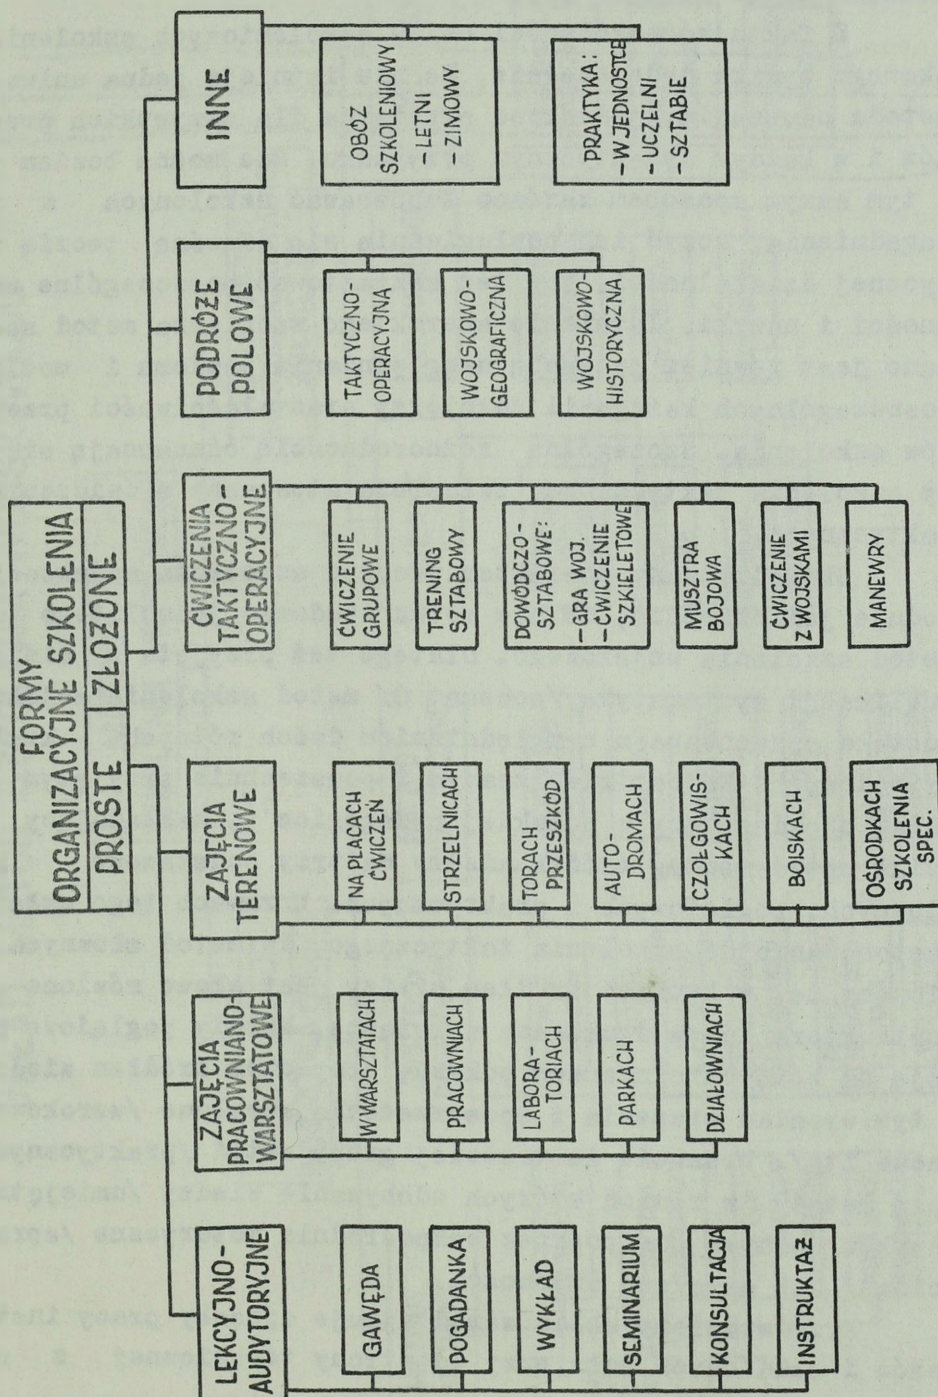 FORMY
ORGANIZACYJNE SZKOLENIA
PROSTE
ZŁOŻONE
LEKCYJNO-
AUDYTORYJNE
GAWĘDA
POGADANKA
WYKŁAD
SEMINARIUM
KONSULTACJA
INSTRUKTAŻ
ZAJĘCIA
PRACOWNIANO-
WARSZTATOWE
W WARSZTATACH
PRACOWNIACH
LABORA-
TORIACH
PARKACH
DZIAŁOWNIACH
ZAJĘCIA
TERENOWE
NA PLACACH
ĆWICZEŃ
STRZELNICACH
TORACH
PRZESZKÓD
AUTO-
DROMACH
CZOŁGOWIS-
KACH
BOISKACH
OŚRODKACH
SZKOLENIA
SPEC.
ĆWICZENIA
TAKTYCZNO-
OPERACYJNE
ĆWICZENIE
GRUPOWE
TRENING
SZTABOWY
DOWÓDCZO-
SZTABOWE:
- GRA WOJ.
- ĆWICZENIE
SZKIELETOWE
MUSZTRA
BOJOWA
ĆWICZENIE
Z WOJSKAMI
MANEWRY
PODRÓŻE
POLOWE
TAKTYCZNO-
OPERACYJNA
WOJSKOWO-
GEOGRAFICZNA
WOJSKOWO-
HISTORYCZNA
INNE
OBÓZ
SZKOLENIOWY
- LETNI
- ZIMOWY
PRAKTYKA:
- W JEDNOSTCE
- UCZELNI
- SZTABIE